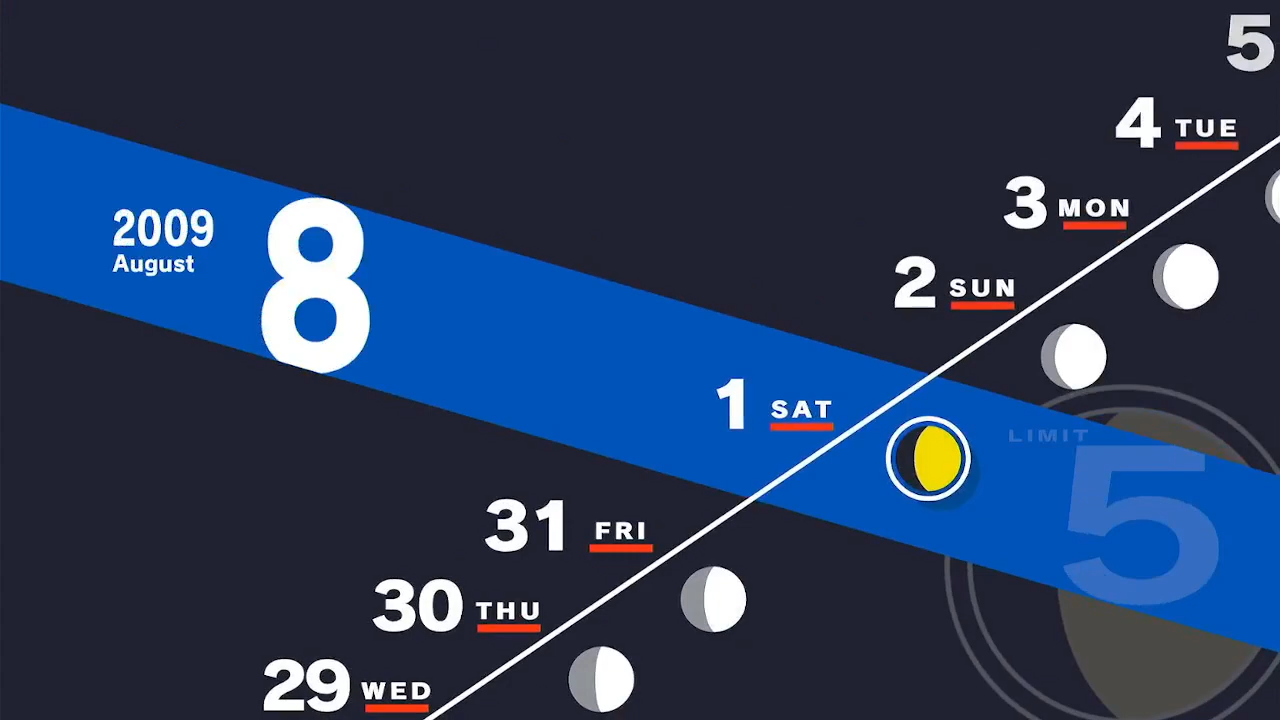 5
4 TUE
3 MON
2009
August
8
2 SUN
1 SAT
LIMIT
5
31 FRI
30 THU
29 WED